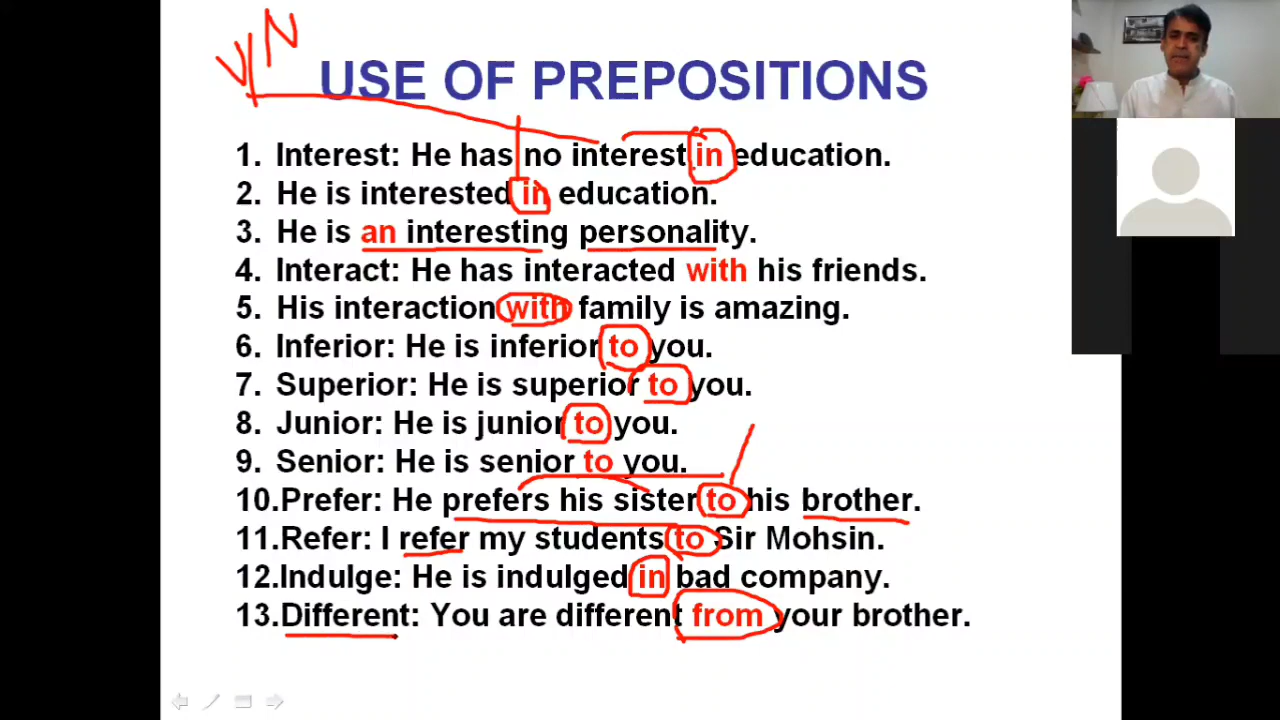 V/N
USE OF PREPOSITIONS
1. Interest: He has no interest in education.
2. He is interested in education.
3. He is an interesting personality.
4. Interact: He has interacted with his friends.
5. His interaction with family is amazing.
6. Inferior: He is inferior to you.
7. Superior: He is superior to you.
8. Junior: He is junior to you.
9. Senior: He is senior to you.
10.Prefer: He prefers his sister to his brother.
11.Refer: I refer my students to Sir Mohsin.
12.Indulge: He is indulged in bad company.
13.Different: You are different from your brother.